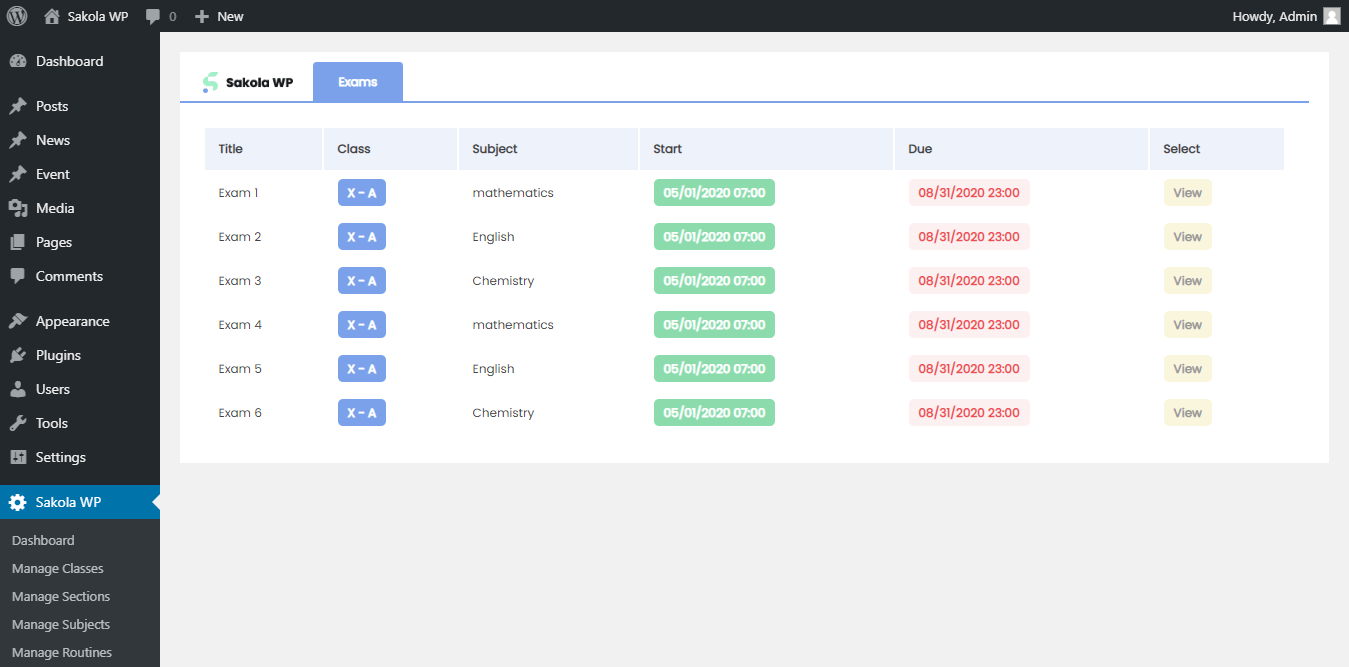 Sakola WP 0 New Howdy, Admin
Dashboard
Posts
News
Event
Media
Pages
Comments
Appearance
Plugins
Users
Tools
Settings
Sakola WP
Dashboard
Manage Classes
Manage Sections
Manage Subjects
Manage Routines
Sakola WP Exams
Title Class Subject Start Due Select
Exam 1 X - A mathematics 05/01/2020 07:00 08/31/2020 23:00 View
Exam 2 X - A English 05/01/2020 07:00 08/31/2020 23:00 View
Exam 3 X - A Chemistry 05/01/2020 07:00 08/31/2020 23:00 View
Exam 4 X - A mathematics 05/01/2020 07:00 08/31/2020 23:00 View
Exam 5 X - A English 05/01/2020 07:00 08/31/2020 23:00 View
Exam 6 X - A Chemistry 05/01/2020 07:00 08/31/2020 23:00 View